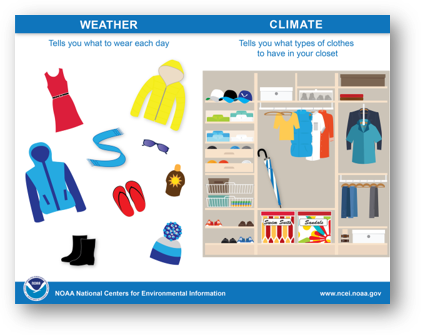 WEATHER
Tells you what to wear each day
CLIMATE
Tells you what types of clothes
to have in your closet
Swim Suits
Sandals
NOAA
NOAA National Centers for Environmental Information
www.ncei.noaa.gov